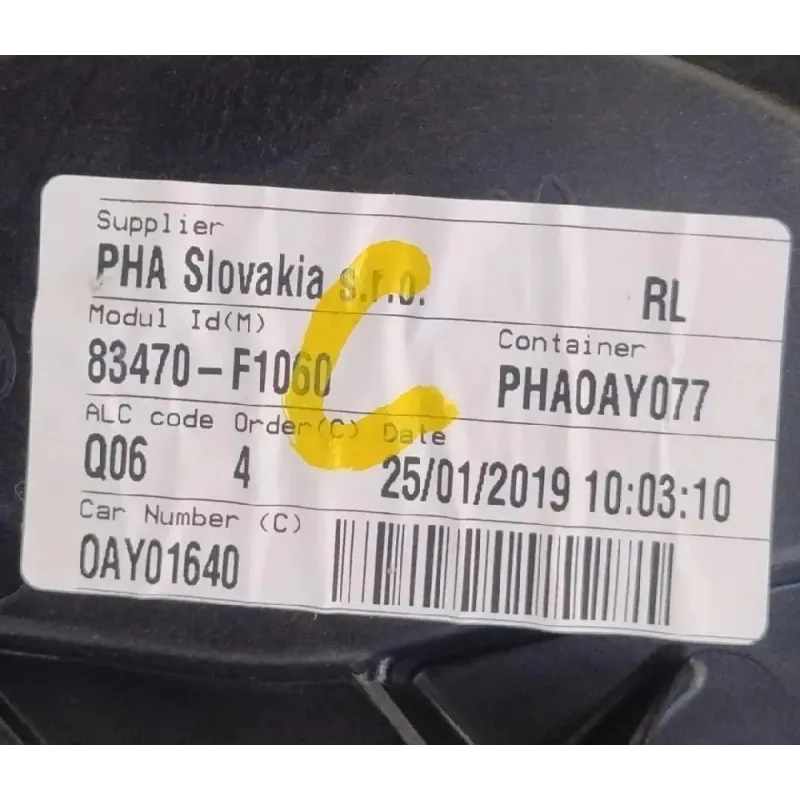 Supplier
PHA Slovakia s.r.o.
RL
Modul Id(M)
Container
83470-F1060
PHA0AY077
ALC code Order(C) Date
Q06 4 25/01/2019 10:03:10
Car Number (C)
0AY01640
C